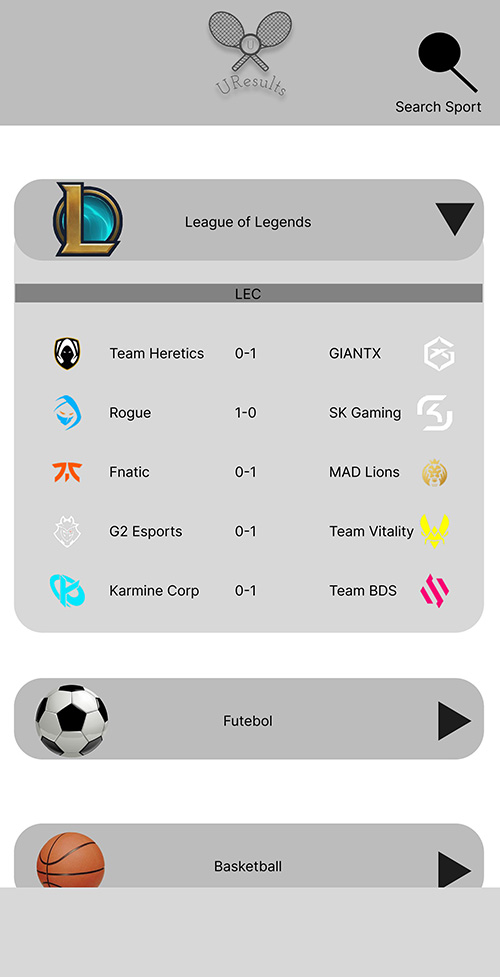 U
UResults
Search Sport
League of Legends
LEC
Team Heretics 0-1 GIANTX
Rogue 1-0 SK Gaming
Fnatic 0-1 MAD Lions
G2 Esports 0-1 Team Vitality
Karmine Corp 0-1 Team BDS
Futebol
Basketball